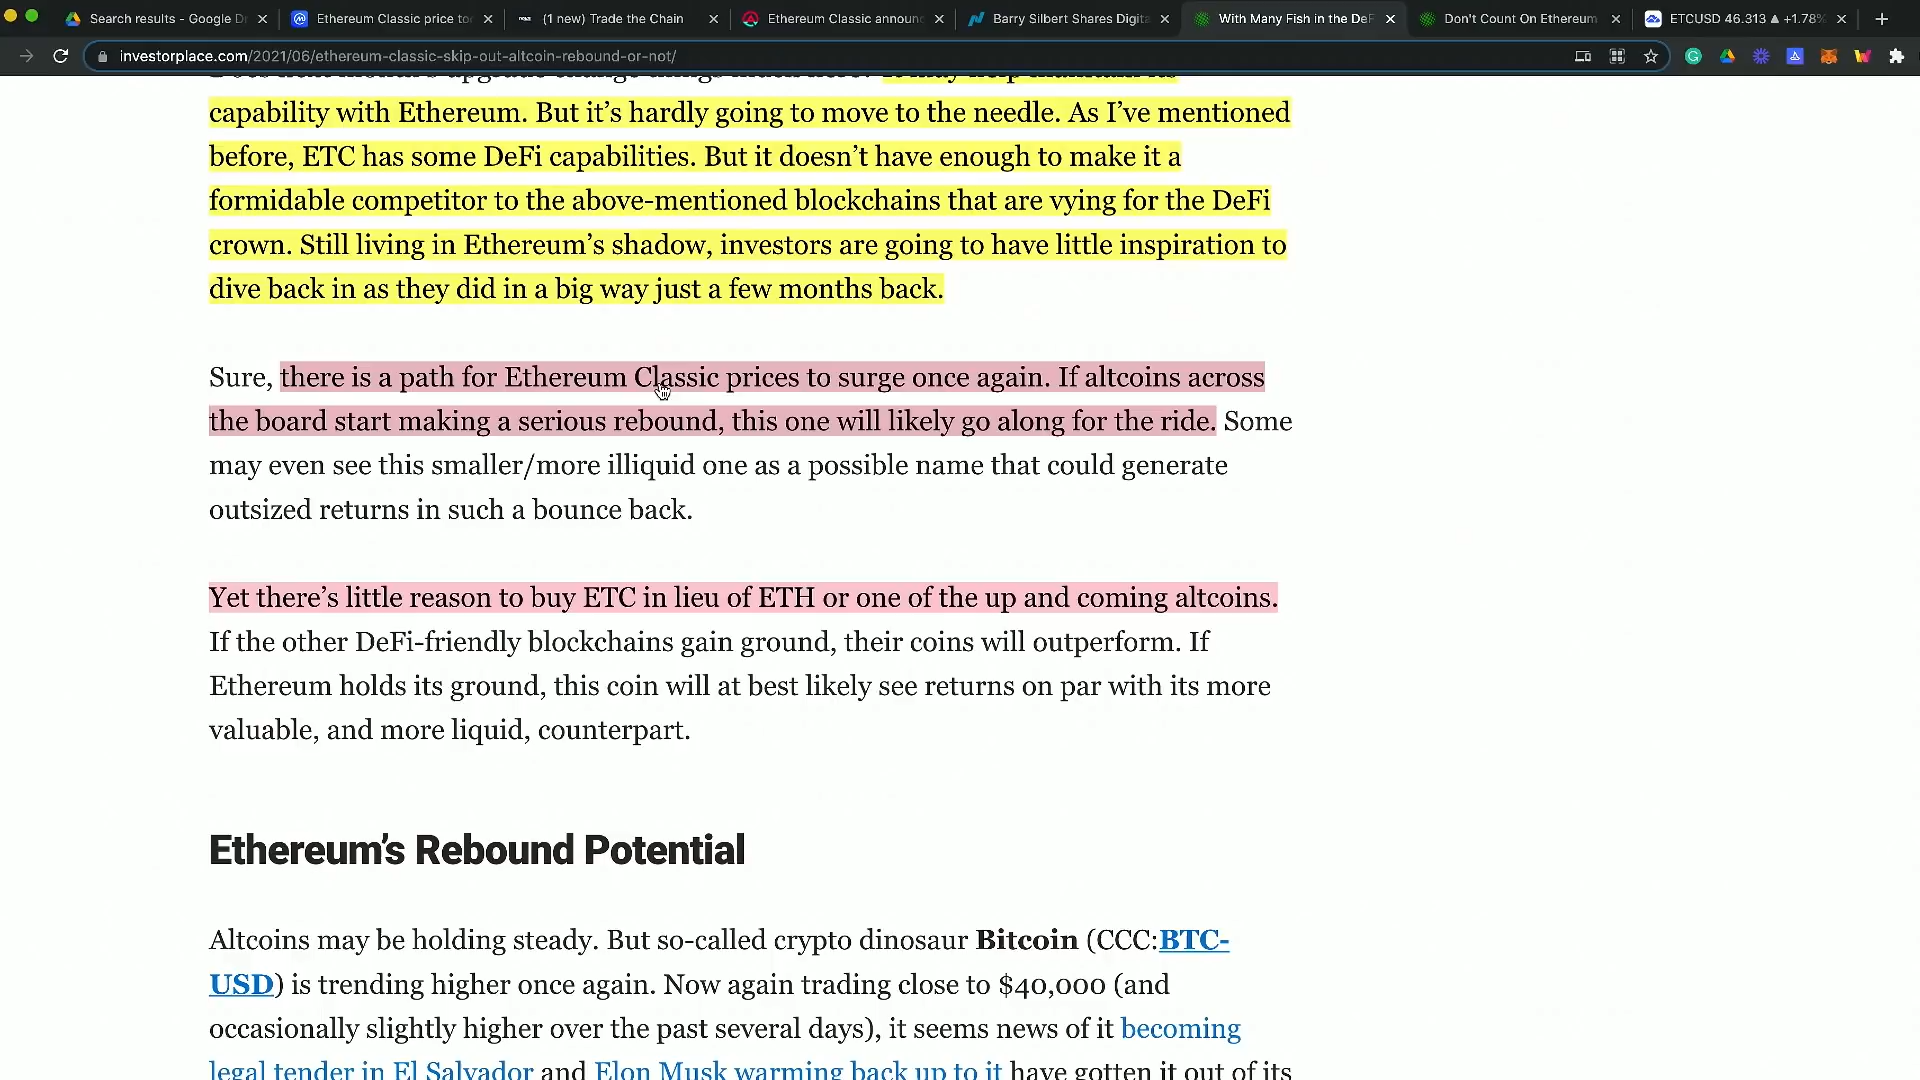 Search results - Google Dr
Ethereum Classic price tod
(1 new) Trade the Chain
Ethereum Classic announc
Barry Silbert Shares Digita
With Many Fish in the DeF
Don't Count On Ethereum
ETCUSD 46.313 ▲ +1.78%
investorplace.com/2021/06/ethereum-classic-skip-out-altcoin-rebound-or-not/
capability with Ethereum. But it’s hardly going to move to the needle. As I’ve mentioned
before, ETC has some DeFi capabilities. But it doesn’t have enough to make it a
formidable competitor to the above-mentioned blockchains that are vying for the DeFi
crown. Still living in Ethereum’s shadow, investors are going to have little inspiration to
dive back in as they did in a big way just a few months back.
Sure, there is a path for Ethereum Classic prices to surge once again. If altcoins across
the board start making a serious rebound, this one will likely go along for the ride. Some
may even see this smaller/more illiquid one as a possible name that could generate
outsized returns in such a bounce back.
Yet there’s little reason to buy ETC in lieu of ETH or one of the up and coming altcoins.
If the other DeFi-friendly blockchains gain ground, their coins will outperform. If
Ethereum holds its ground, this coin will at best likely see returns on par with its more
valuable, and more liquid, counterpart.
Ethereum’s Rebound Potential
Altcoins may be holding steady. But so-called crypto dinosaur Bitcoin (CCC:BTC-
USD) is trending higher once again. Now again trading close to $40,000 (and
occasionally slightly higher over the past several days), it seems news of it becoming
legal tender in El Salvador and Elon Musk warming back up to it have gotten it out of its